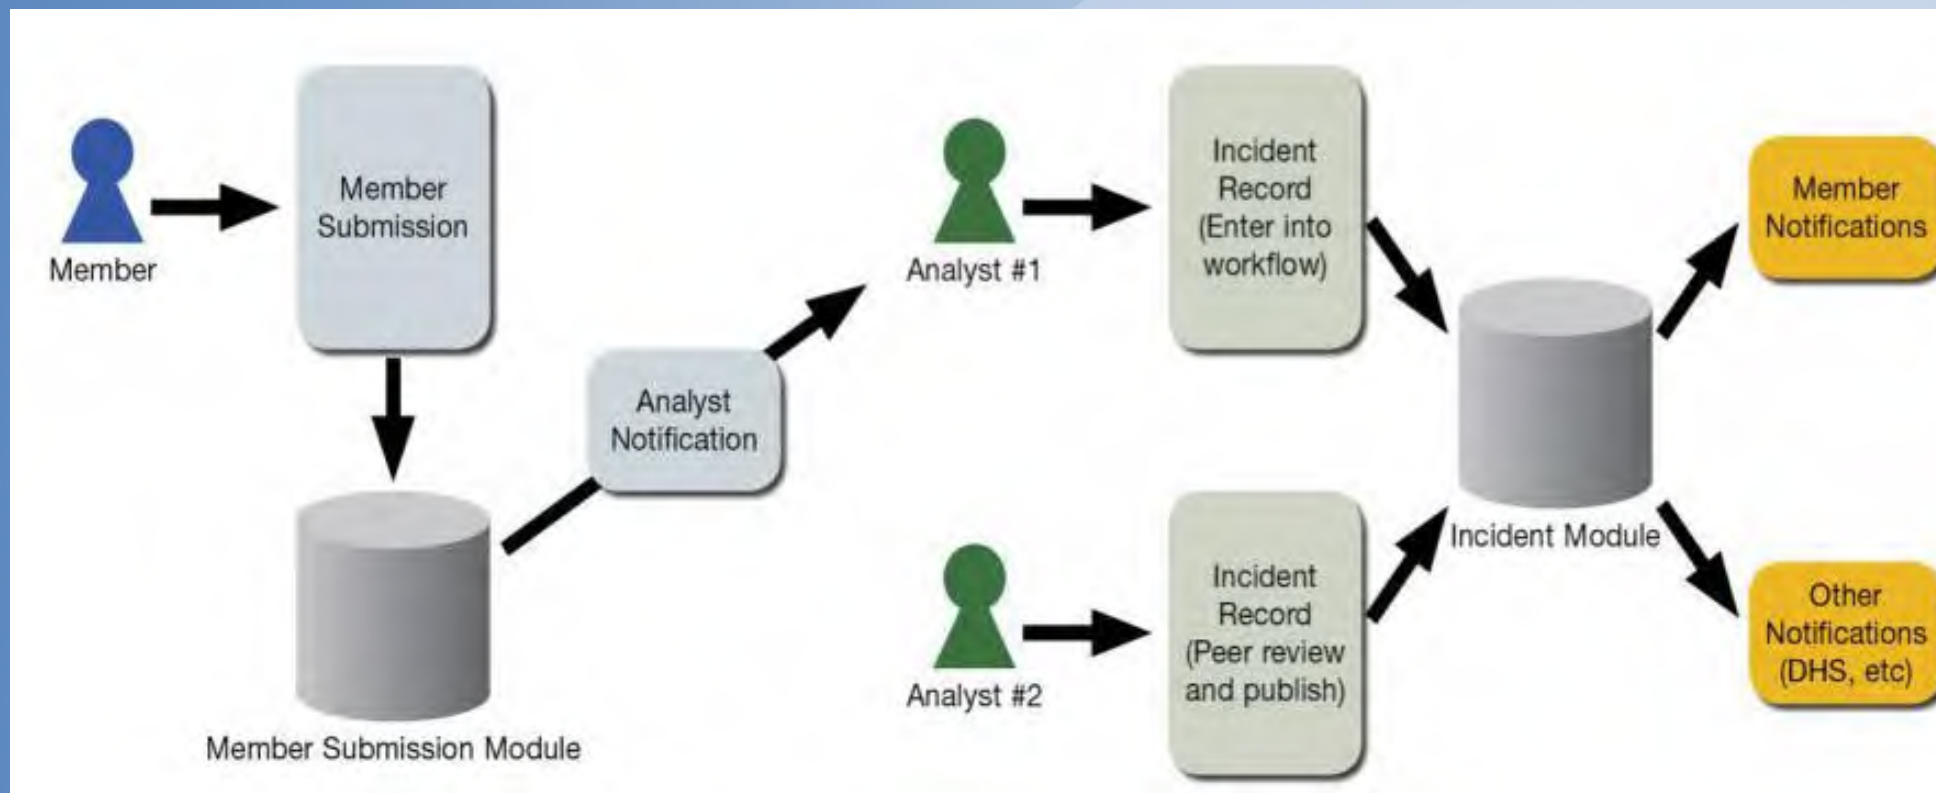 Member
Member
Submission
Member Submission Module
Analyst
Notification
Analyst #1
Incident
Record
(Enter into
workflow)
Analyst #2
Incident
Record
(Peer review
and publish)
Incident Module
Member
Notifications
Other
Notifications
(DHS, etc)